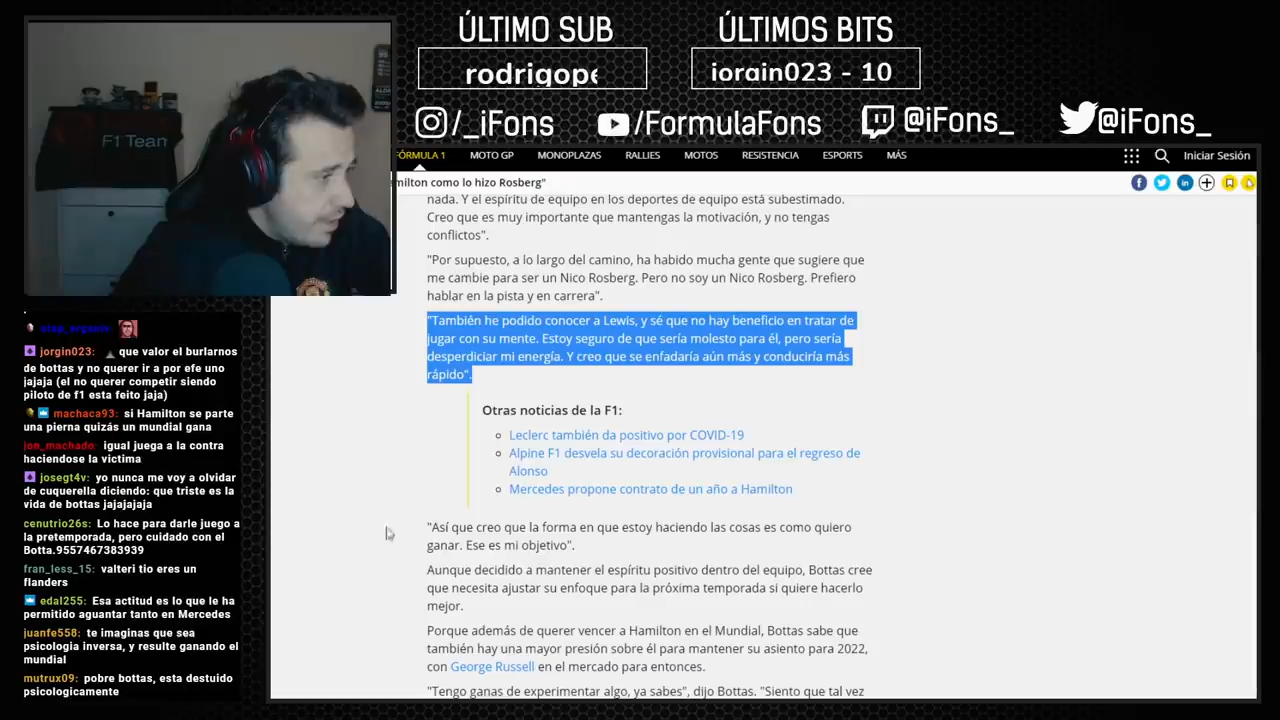 ÚLTIMO SUB
rodrigope
ÚLTIMOS BITS
iorgin023 - 10
/_iFons
/FormulaFons
@iFons_
@iFons_
F1 Team
FÓRMULA 1 MOTO GP MONOPLAZAS RALLIES MOTOS RESISTENCIA ESPORTS MÁS Iniciar Sesión
milton como lo hizo Rosberg"
nada. Y el espíritu de equipo en los deportes de equipo está subestimado.
Creo que es muy importante que mantengas la motivación, y no tengas
conflictos".
"Por supuesto, a lo largo del camino, ha habido mucha gente que sugiere que
me cambie para ser un Nico Rosberg. Pero no soy un Nico Rosberg. Prefiero
hablar en la pista y en carrera".
"También he podido conocer a Lewis, y sé que no hay beneficio en tratar de
jugar con su mente. Estoy seguro de que sería molesto para él, pero sería
desperdiciar mi energía. Y creo que se enfadaría aún más y conduciría más
rápido".
Otras noticias de la F1:
Leclerc también da positivo por COVID-19
Alpine F1 desvela su decoración provisional para el regreso de
Alonso
Mercedes propone contrato de un año a Hamilton
"Así que creo que la forma en que estoy haciendo las cosas es como quiero
ganar. Ese es mi objetivo".
Aunque decidido a mantener el espíritu positivo dentro del equipo, Bottas cree
que necesita ajustar su enfoque para la próxima temporada si quiere hacerlo
mejor.
Porque además de querer vencer a Hamilton en el Mundial, Bottas sabe que
también hay una mayor presión sobre él para mantener su asiento para 2022,
con George Russell en el mercado para entonces.
"Tengo ganas de experimentar algo, ya sabes", dijo Bottas. "Siento que tal vez
jorgin023: que valor el burlarnos
de bottas y no querer ir a por efe uno
jajaja (el no querer competir siendo
piloto de f1 esta feito jaja)
machaca93: si Hamilton se parte
una pierna quizás un mundial gana
jon_machado: igual juega a la contra
haciendose la victima
josegt4v: yo nunca me voy a olvidar
de cuquerella diciendo: que triste es la
vida de bottas jajajajaja
cenutrio26s: Lo hace para darle juego a
la pretemporada, pero cuidado con el
Botta.9557467383939
fran_less_15: valteri tio eres un
flanders
edal255: Esa actitud es lo que le ha
permitido aguantar tanto en Mercedes
juanfe558: te imaginas que sea
psicologia inversa, y resulte ganando el
mundial
mutrux09: pobre bottas, esta destuido
psicologicamente